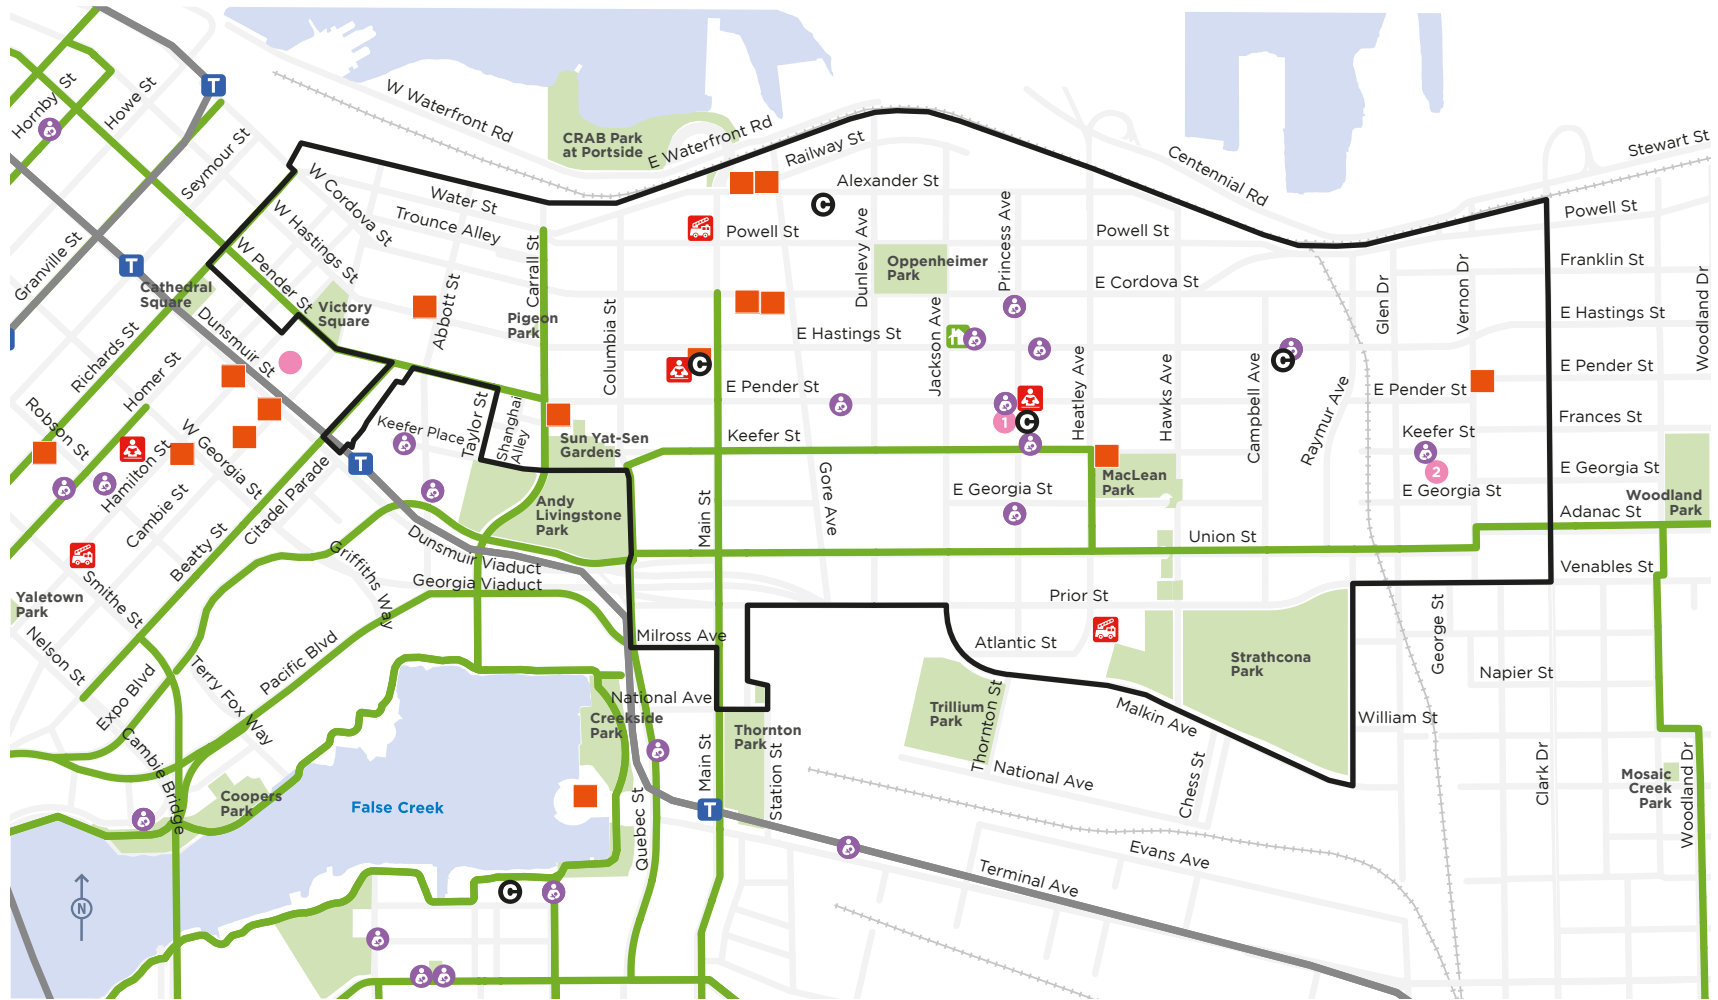 T
Hornby St
Howe St
Seymour St
Granville St
T
Cathedral
Square
W Waterfront Rd
CRAB Park
at Portside
E Waterfront Rd
Railway St
Alexander St
C
Centennial Rd
Stewart St
W Cordova St
Water St
Trounce Alley
W Hastings St
W Pender St
Victory
Square
Abbott St
Carrall St
Pigeon
Park
Columbia St
Powell St
Dunlevy Ave
Oppenheimer
Park
Princess Ave
Powell St
Powell St
E Cordova St
Franklin St
Glen Dr
Vernon Dr
Woodland Dr
E Hastings St
E Hastings St
Jackson Ave
Heatley Ave
Hawks Ave
Campbell Ave
Raymur Ave
C
C
E Pender St
E Pender St
E Pender St
Frances St
Dunsmuir St
Richards St
Homer St
Robson St
W Georgia St
Hamilton St
Cambie St
Citadel Parade
Beatty St
T
Keefer Place
Taylor St
Shanghai
Alley
Sun Yat-Sen
Gardens
Keefer St
1
C
Keefer St
2
E Georgia St
E Georgia St
E Georgia St
MacLean
Park
Woodland
Park
Andy
Livingstone
Park
Main St
Gore Ave
Adanac St
Union St
Venables St
Dunsmuir Viaduct
Georgia Viaduct
Griffiths Way
Smithe St
Yaletown
Park
Nelson St
Expo Blvd
Pacific Blvd
Terry Fox Way
Cambie Bridge
Prior St
Milross Ave
Atlantic St
Strathcona
Park
George St
Napier St
National Ave
Creekside
Park
Thornton
Park
Trillium
Park
Thornton St
Malkin Ave
William St
Main St
Station St
National Ave
Chess St
Clark Dr
Mosaic
Creek
Park
Woodland Dr
Coopers
Park
False Creek
Quebec St
T
Evans Ave
Terminal Ave
C
N